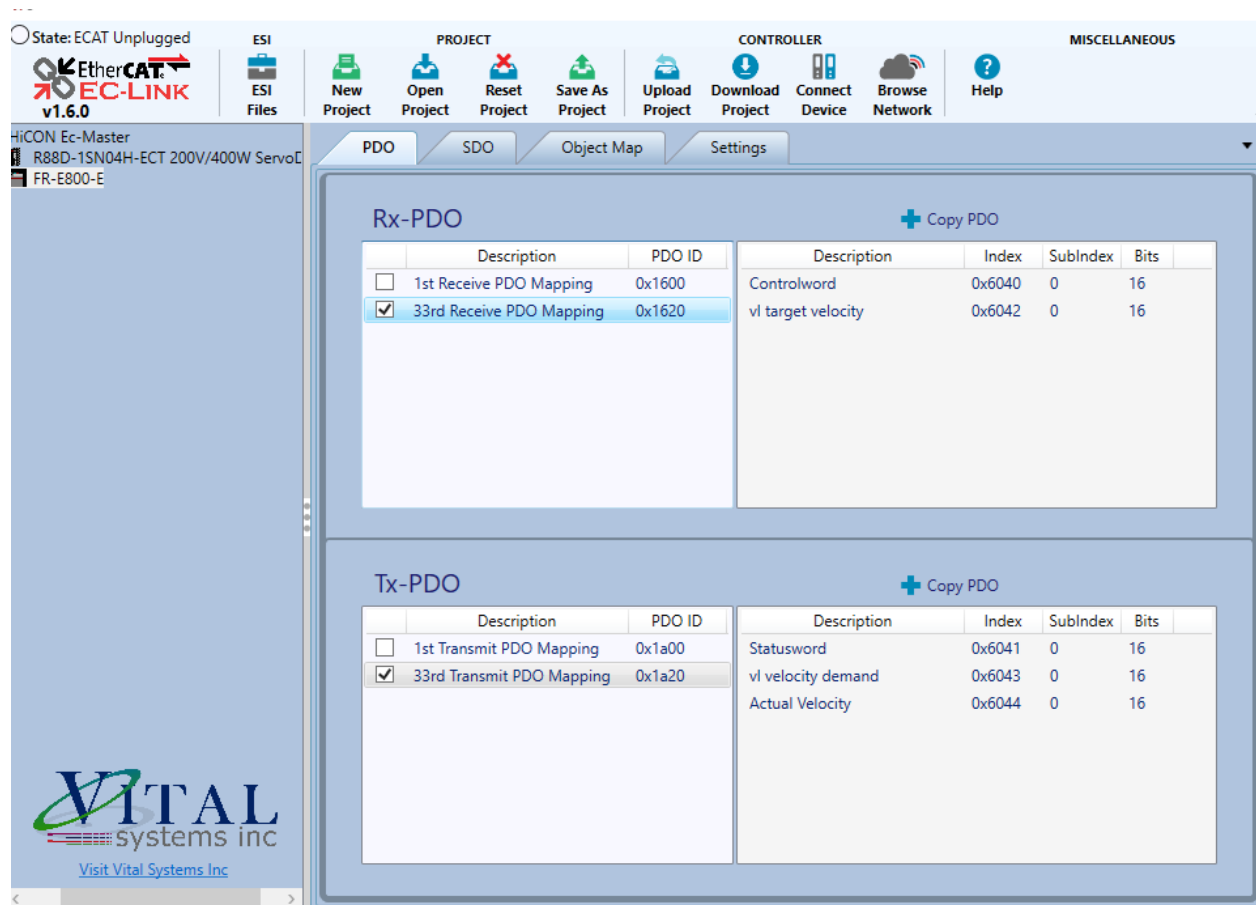 State: ECAT Unplugged
ESI
PROJECT
CONTROLLER
MISCELLANEOUS
EtherCAT
EC-LINK
v1.6.0
ESI Files
New Project
Open Project
Reset Project
Save As Project
Upload Project
Download Project
Connect Device
Browse Network
Help
HiCON Ec-Master
R88D-1SN04H-ECT 200V/400W ServoD
FR-E800-E
PDO SDO Object Map Settings
Rx-PDO
Copy PDO
Description PDO ID
1st Receive PDO Mapping 0x1600
33rd Receive PDO Mapping 0x1620
Description Index SubIndex Bits
Controlword 0x6040 0 16
vl target velocity 0x6042 0 16
Tx-PDO
Copy PDO
Description PDO ID
1st Transmit PDO Mapping 0x1a00
33rd Transmit PDO Mapping 0x1a20
Description Index SubIndex Bits
Statusword 0x6041 0 16
vl velocity demand 0x6043 0 16
Actual Velocity 0x6044 0 16
VITAL
systems inc
Visit Vital Systems Inc